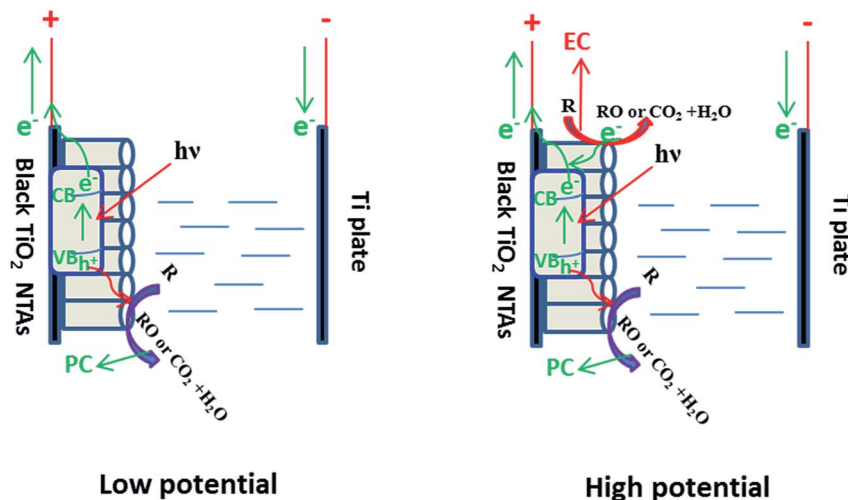 +
-
e⁻
e⁻
Black TiO₂ NTAs
hν
CB
e⁻
VB
h⁺
R
RO or CO₂ +H₂O
PC
Ti plate
Low potential
+
-
EC
R
RO or CO₂ +H₂O
e⁻
e⁻
e⁻
Black TiO₂ NTAs
hν
CB
e⁻
VB
h⁺
R
RO or CO₂ +H₂O
PC
Ti plate
High potential